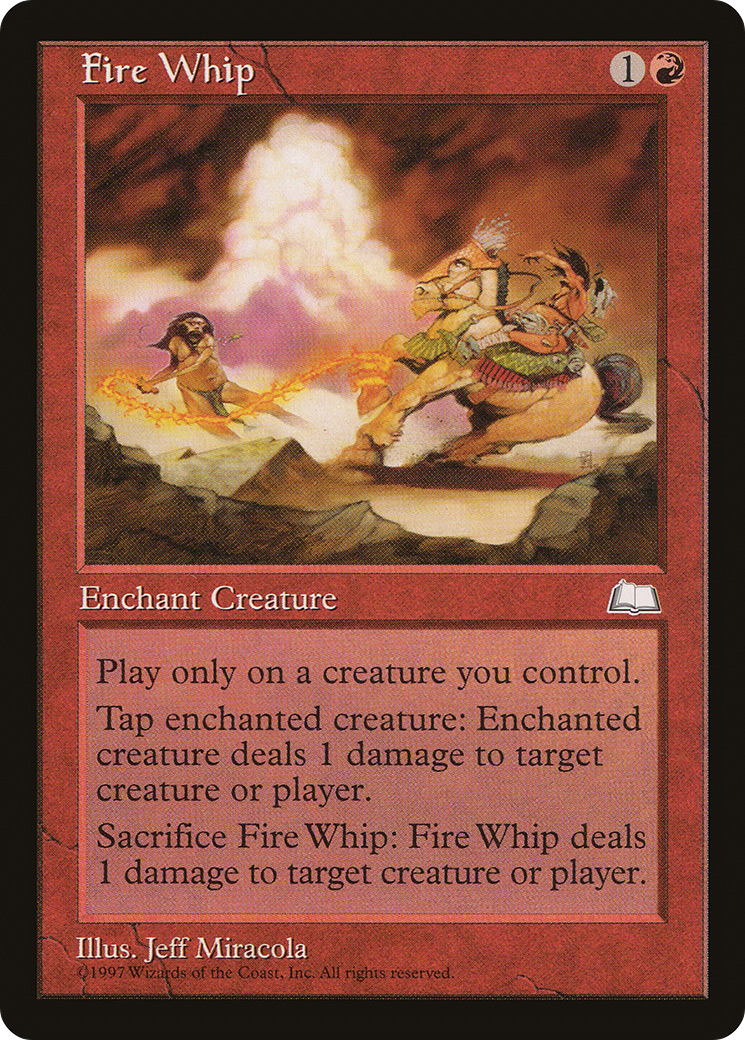 Fire Whip
1
Enchant Creature
Play only on a creature you control.
Tap enchanted creature: Enchanted
creature deals 1 damage to target
creature or player.
Sacrifice Fire Whip: Fire Whip deals
1 damage to target creature or player.
Illus. Jeff Miracola
©1997 Wizards of the Coast, Inc. All rights reserved.